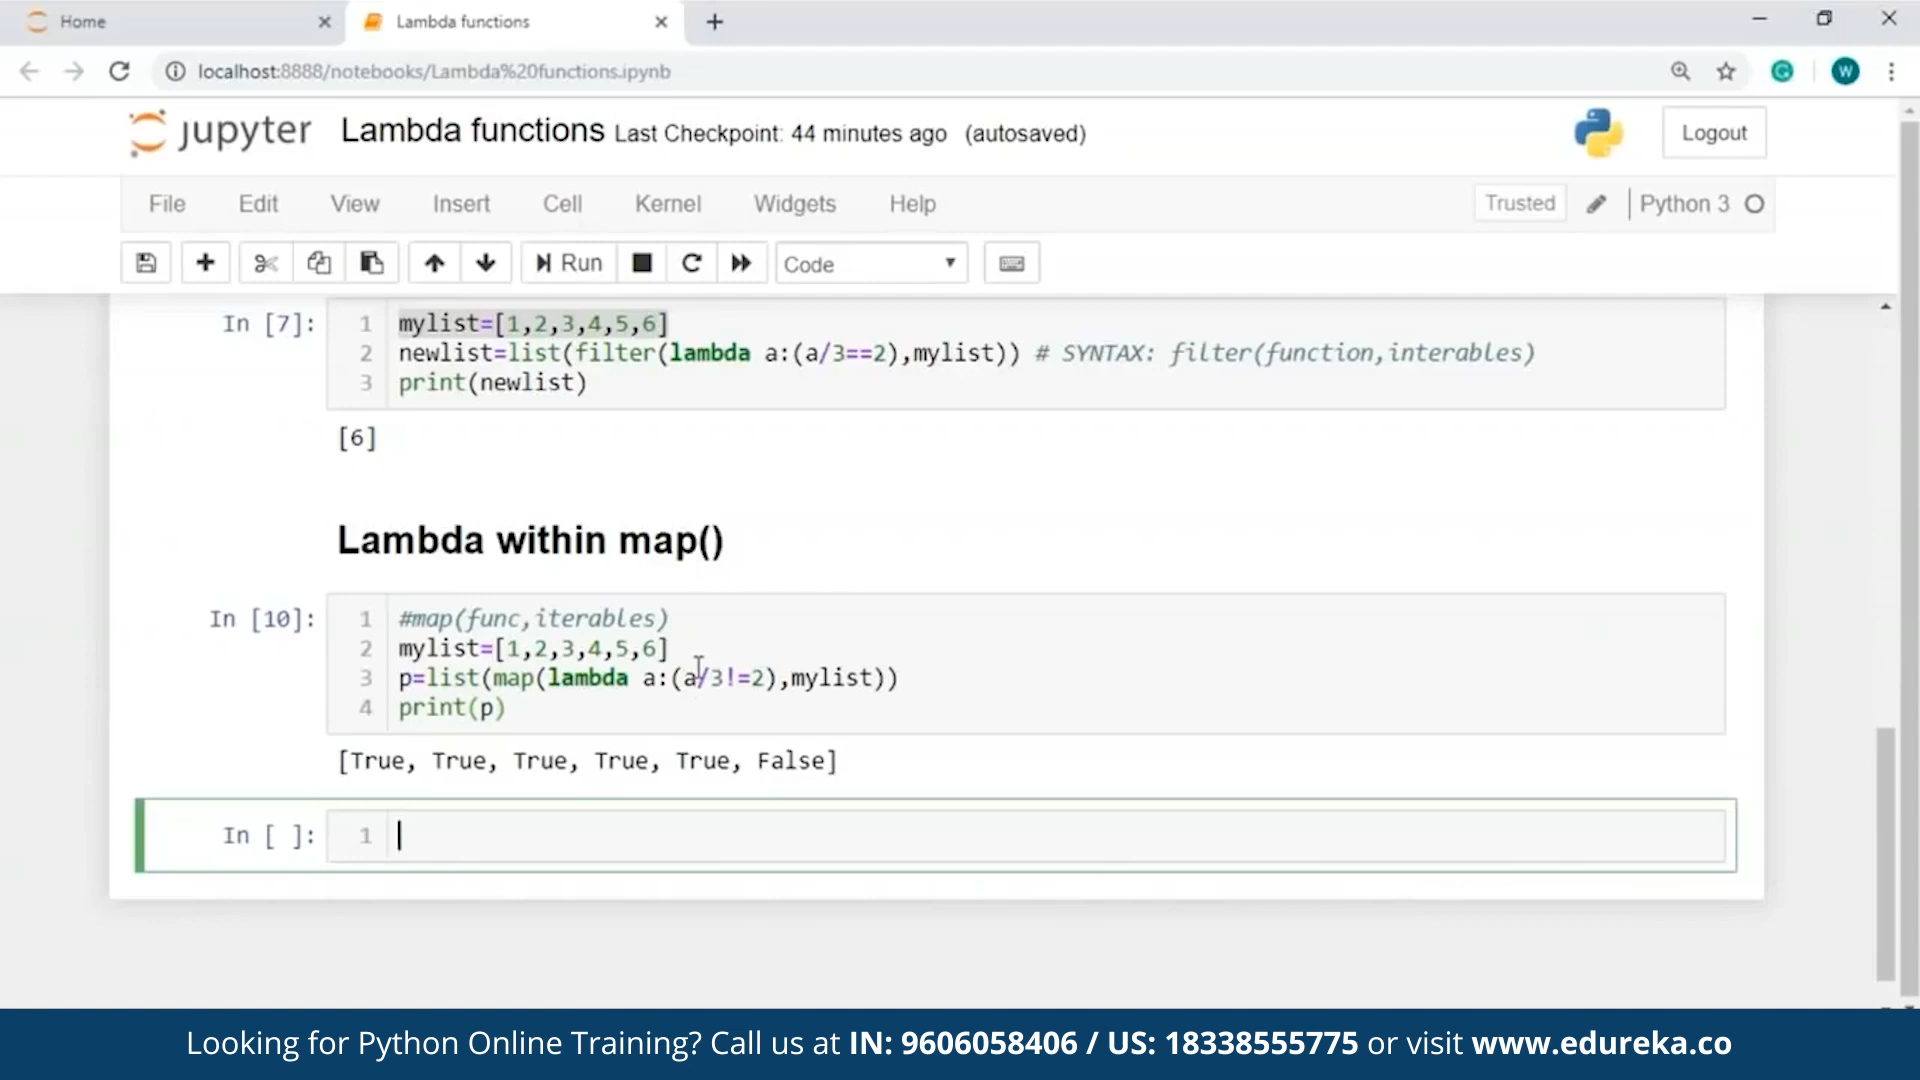 Home
Lambda functions
localhost:8888/notebooks/Lambda%20functions.ipynb
W
jupyter Lambda functions Last Checkpoint: 44 minutes ago (autosaved)
Logout
File Edit View Insert Cell Kernel Widgets Help
Trusted Python 3
Run Code
In [7]:
1 mylist=[1,2,3,4,5,6]
2 newlist=list(filter(lambda a:(a/3==2),mylist)) # SYNTAX: filter(function,interables)
3 print(newlist)
[6]
Lambda within map()
In [10]:
1 #map(func,iterables)
2 mylist=[1,2,3,4,5,6]
3 p=list(map(lambda a:(a/3!=2),mylist))
4 print(p)
[True, True, True, True, True, False]
In [ ]: 1
Looking for Python Online Training? Call us at IN: 9606058406 / US: 18338555775 or visit www.edureka.co